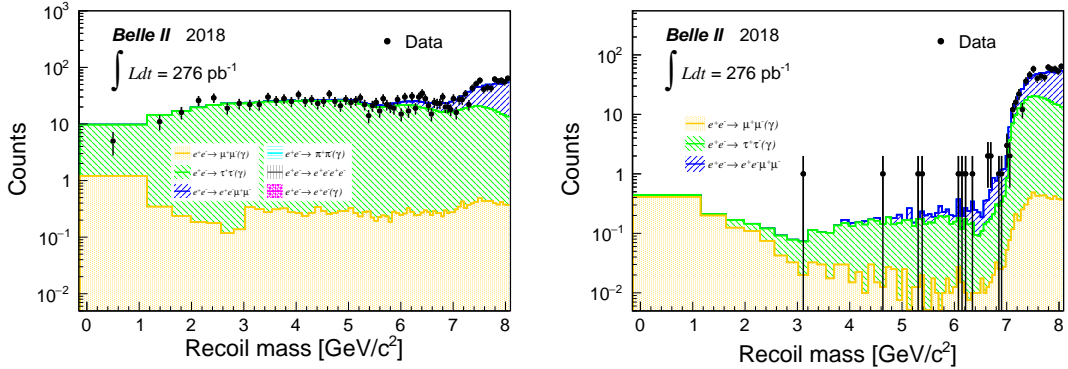 Belle II 2018
∫ Ldt = 276 pb⁻¹
Data
e⁺e⁻→ μ⁺μ⁻(γ)
e⁺e⁻→ τ⁺τ⁻(γ)
e⁺e⁻→ e⁺e⁻μ⁺μ⁻
e⁺e⁻→ π⁺π⁻(γ)
e⁺e⁻→ e⁺e⁻e⁺e⁻
e⁺e⁻→ e⁺e⁻(γ)
Counts
10³
10²
10
1
10⁻¹
10⁻²
0 1 2 3 4 5 6 7 8
Recoil mass [GeV/c²]
Belle II 2018
∫ Ldt = 276 pb⁻¹
Data
e⁺e⁻→ μ⁺μ⁻(γ)
e⁺e⁻→ τ⁺τ⁻(γ)
e⁺e⁻→ e⁺e⁻μ⁺μ⁻
Counts
10²
10
1
10⁻¹
10⁻²
0 1 2 3 4 5 6 7 8
Recoil mass [GeV/c²]